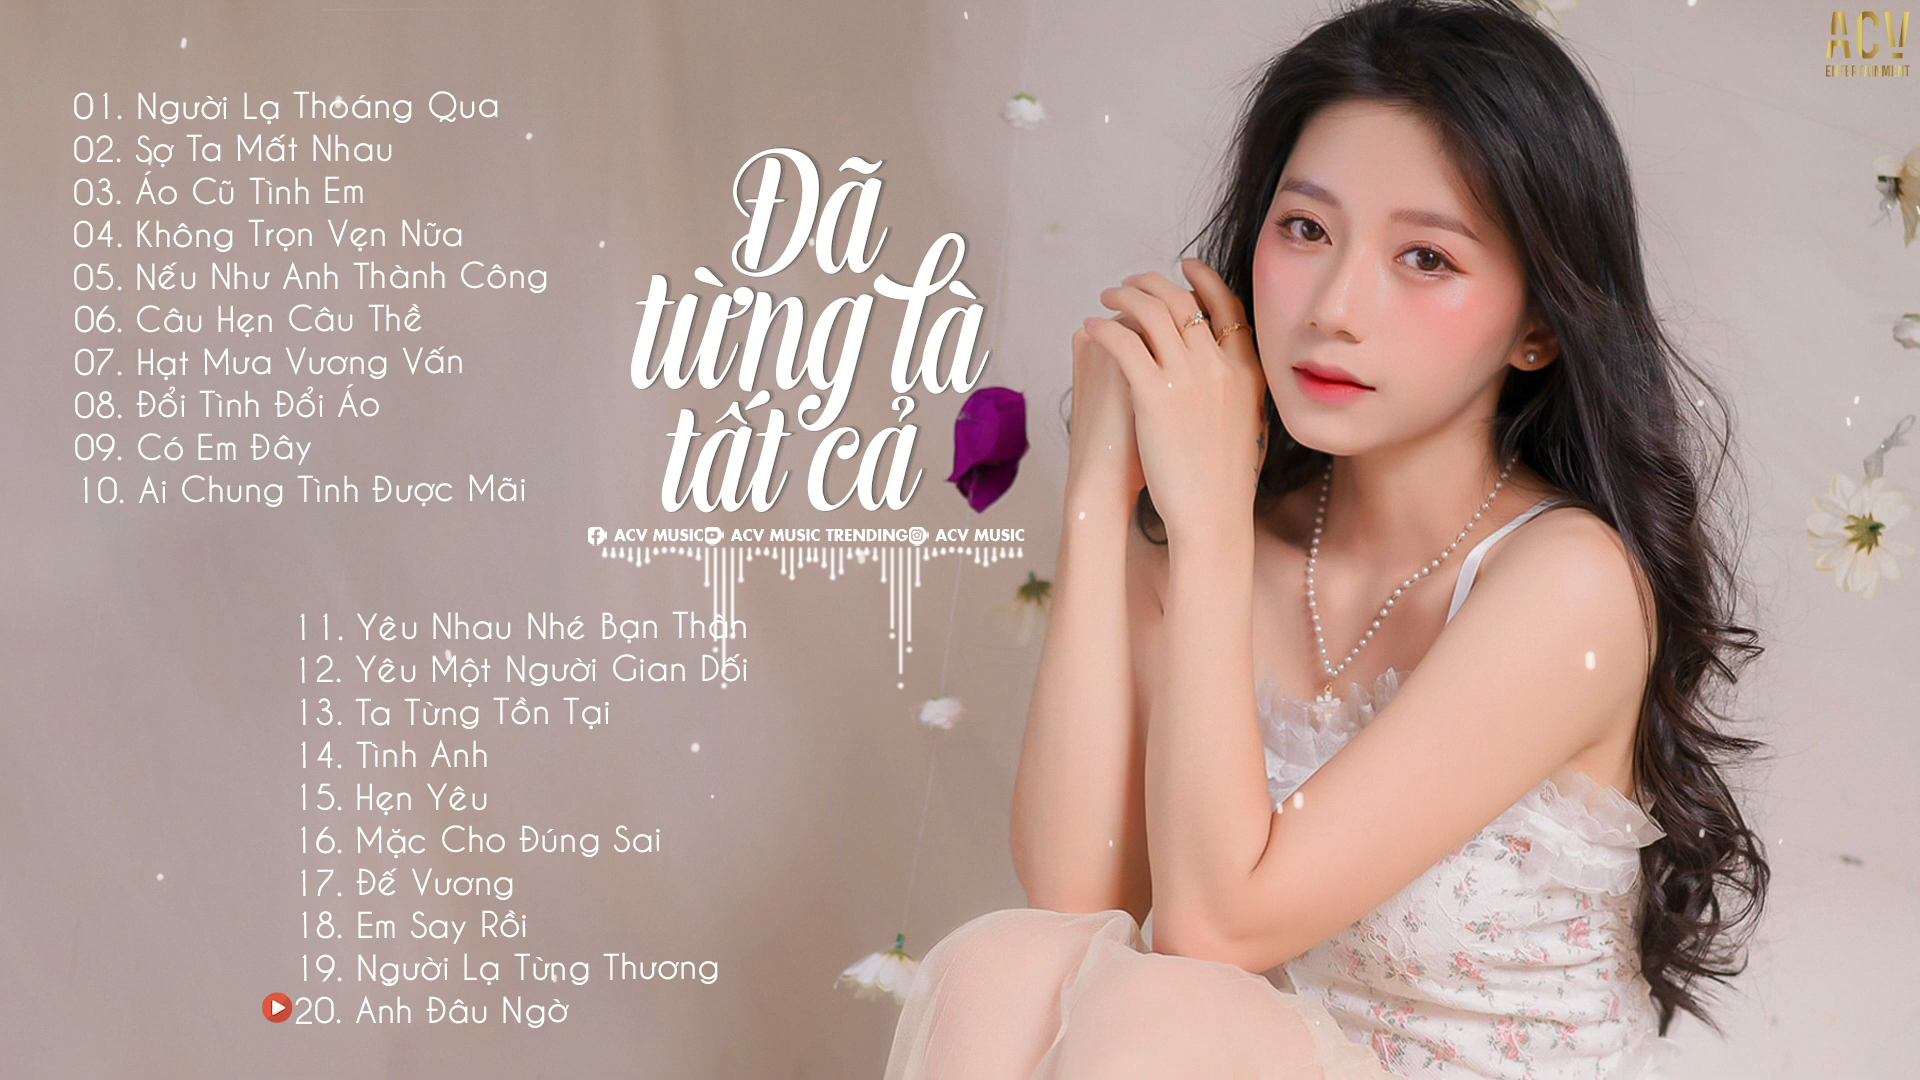 01. Người Lạ Thoáng Qua
02. Sợ Ta Mất Nhau
03. Áo Cũ Tình Em
04. Không Trọn Vẹn Nữa
05. Nếu Như Anh Thành Công
06. Câu Hẹn Câu Thề
07. Hạt Mưa Vương Vấn
08. Đổi Tình Đổi Áo
09. Có Em Đây
10. Ai Chung Tình Được Mãi
Đã
từng là
tất cả
ACV MUSIC ACV MUSIC TRENDING ACV MUSIC
11. Yêu Nhau Nhé Bạn Thân
12. Yêu Một Người Gian Dối
13. Ta Từng Tồn Tại
14. Tình Anh
15. Hẹn Yêu
16. Mặc Cho Đúng Sai
17. Đế Vương
18. Em Say Rồi
19. Người Lạ Từng Thương
20. Anh Đâu Ngờ
ACV
ENTERTAINMENT